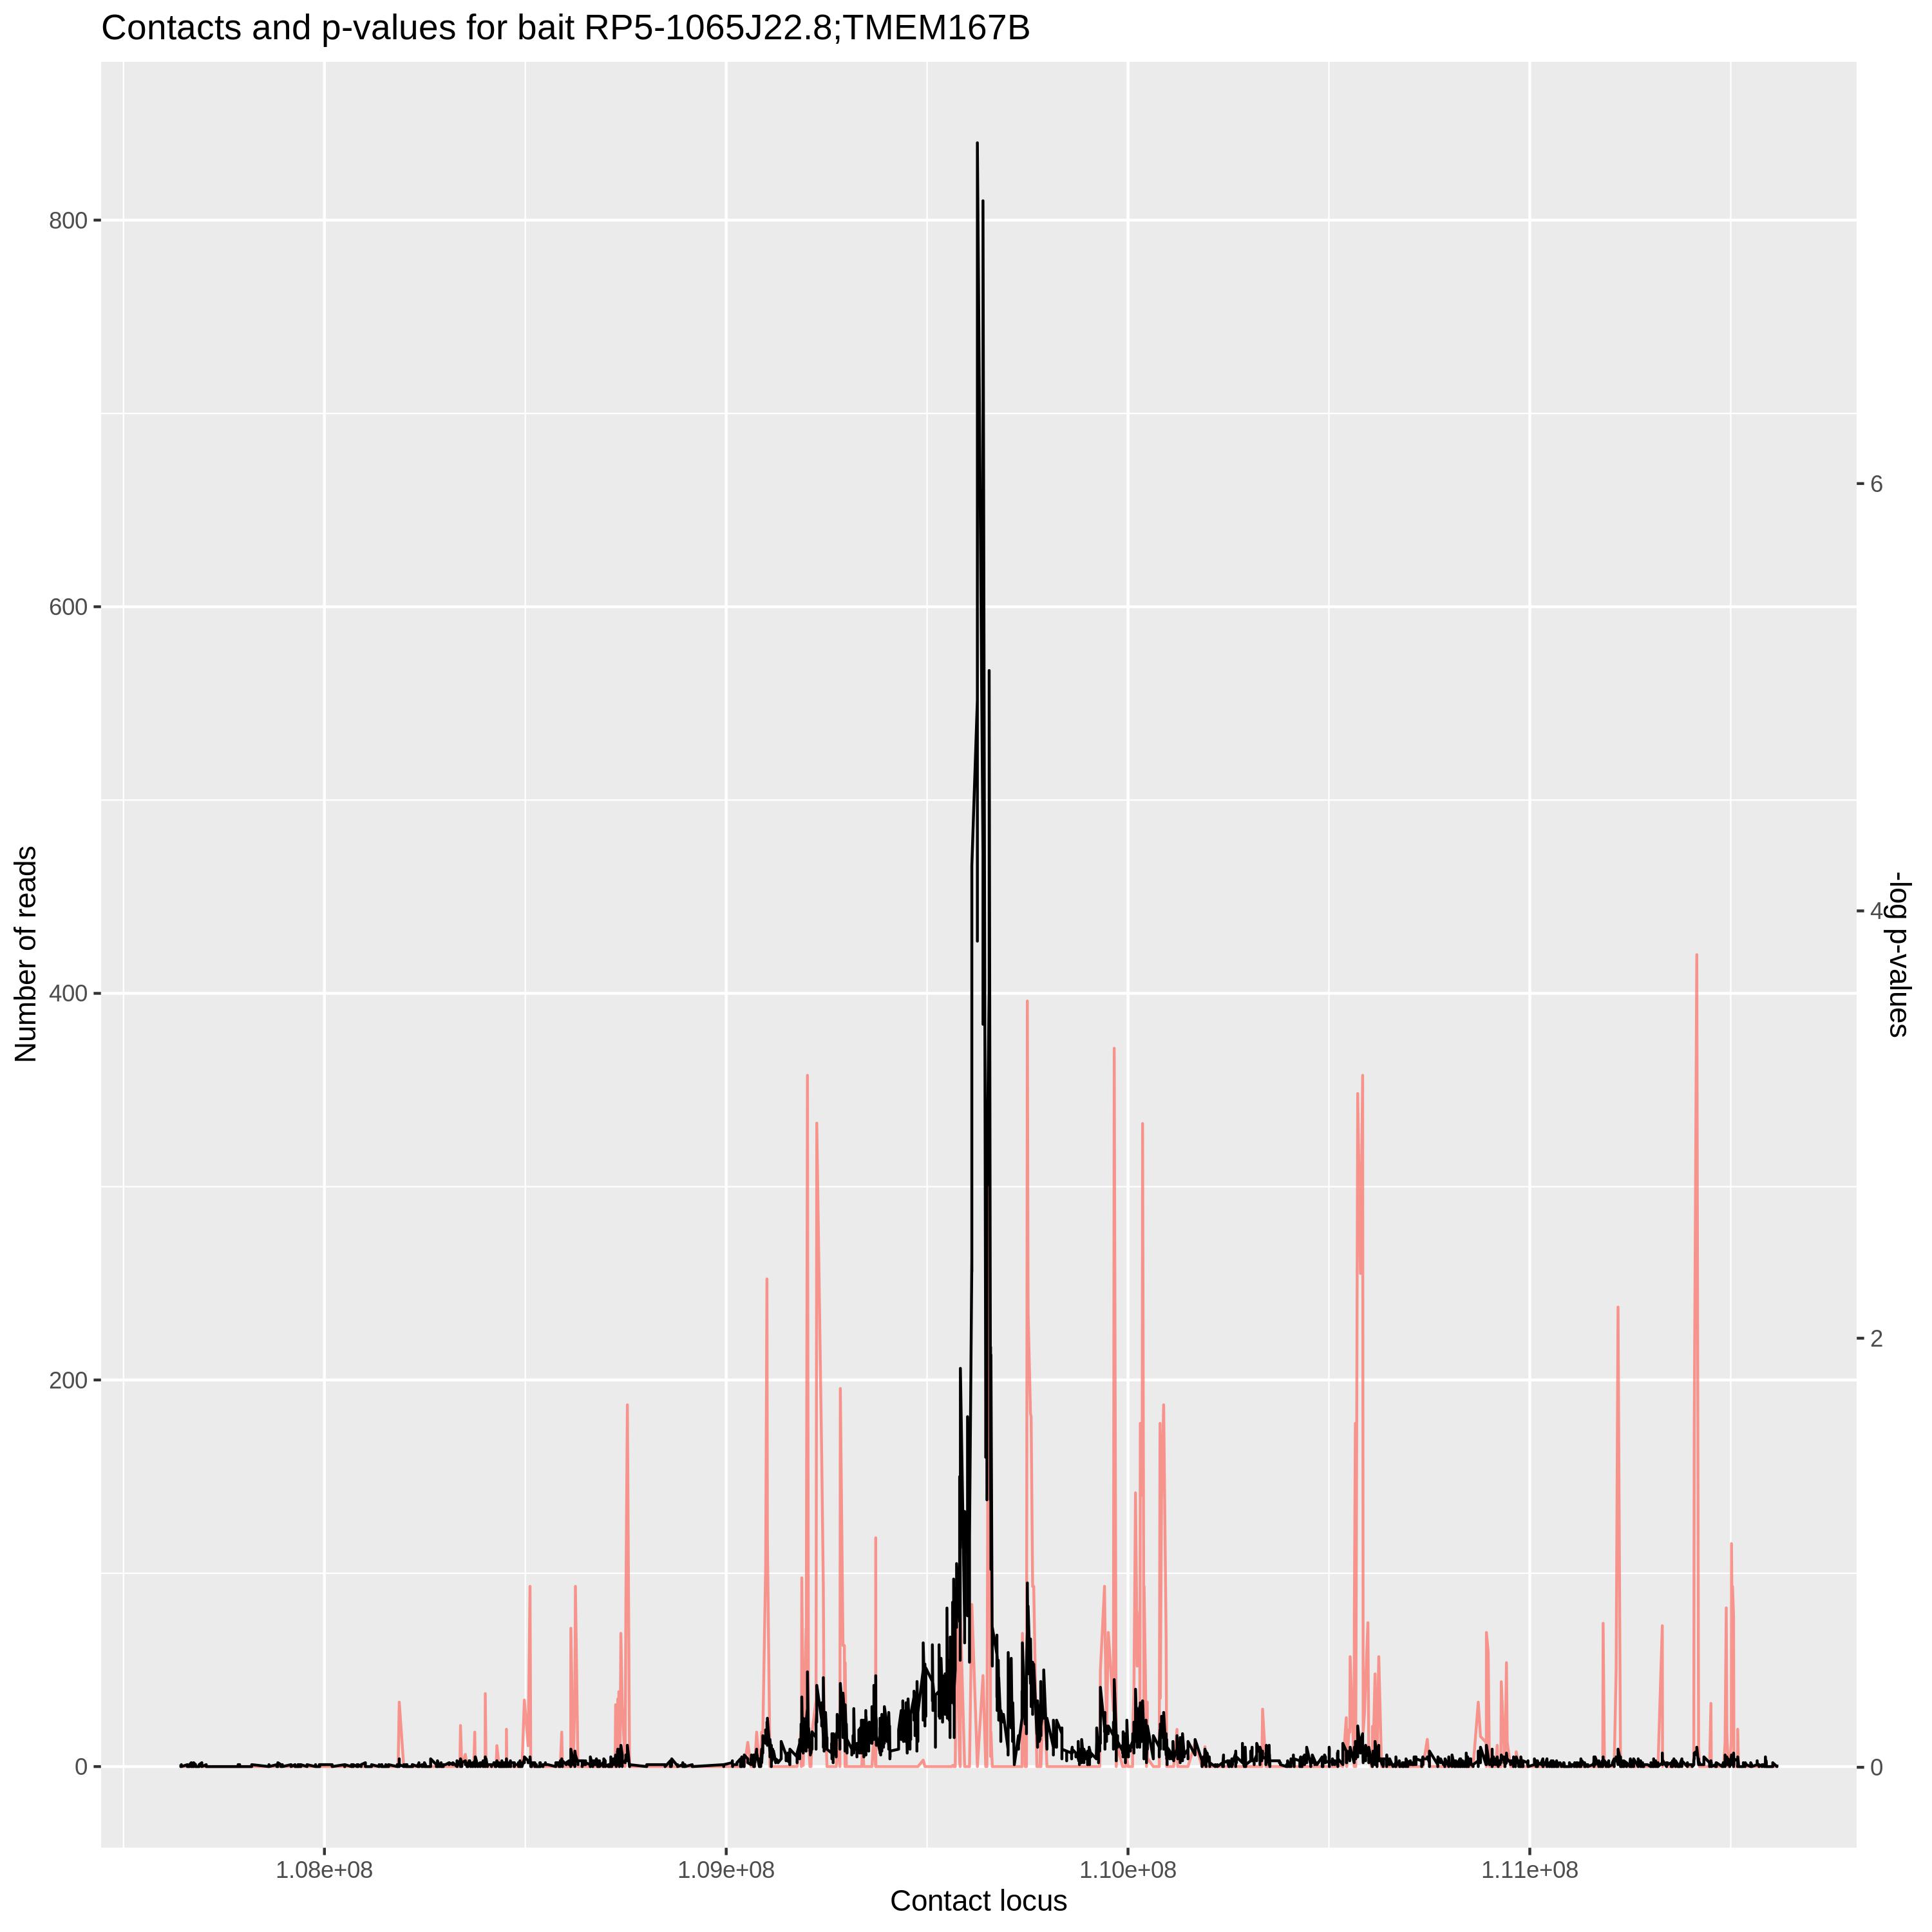 Contacts and p-values for bait RP5-1065J22.8;TMEM167B
Number of reads
800
600
400
200
0
6
4
2
0
-log p-values
1.08e+08
1.09e+08
1.10e+08
1.11e+08
Contact locus